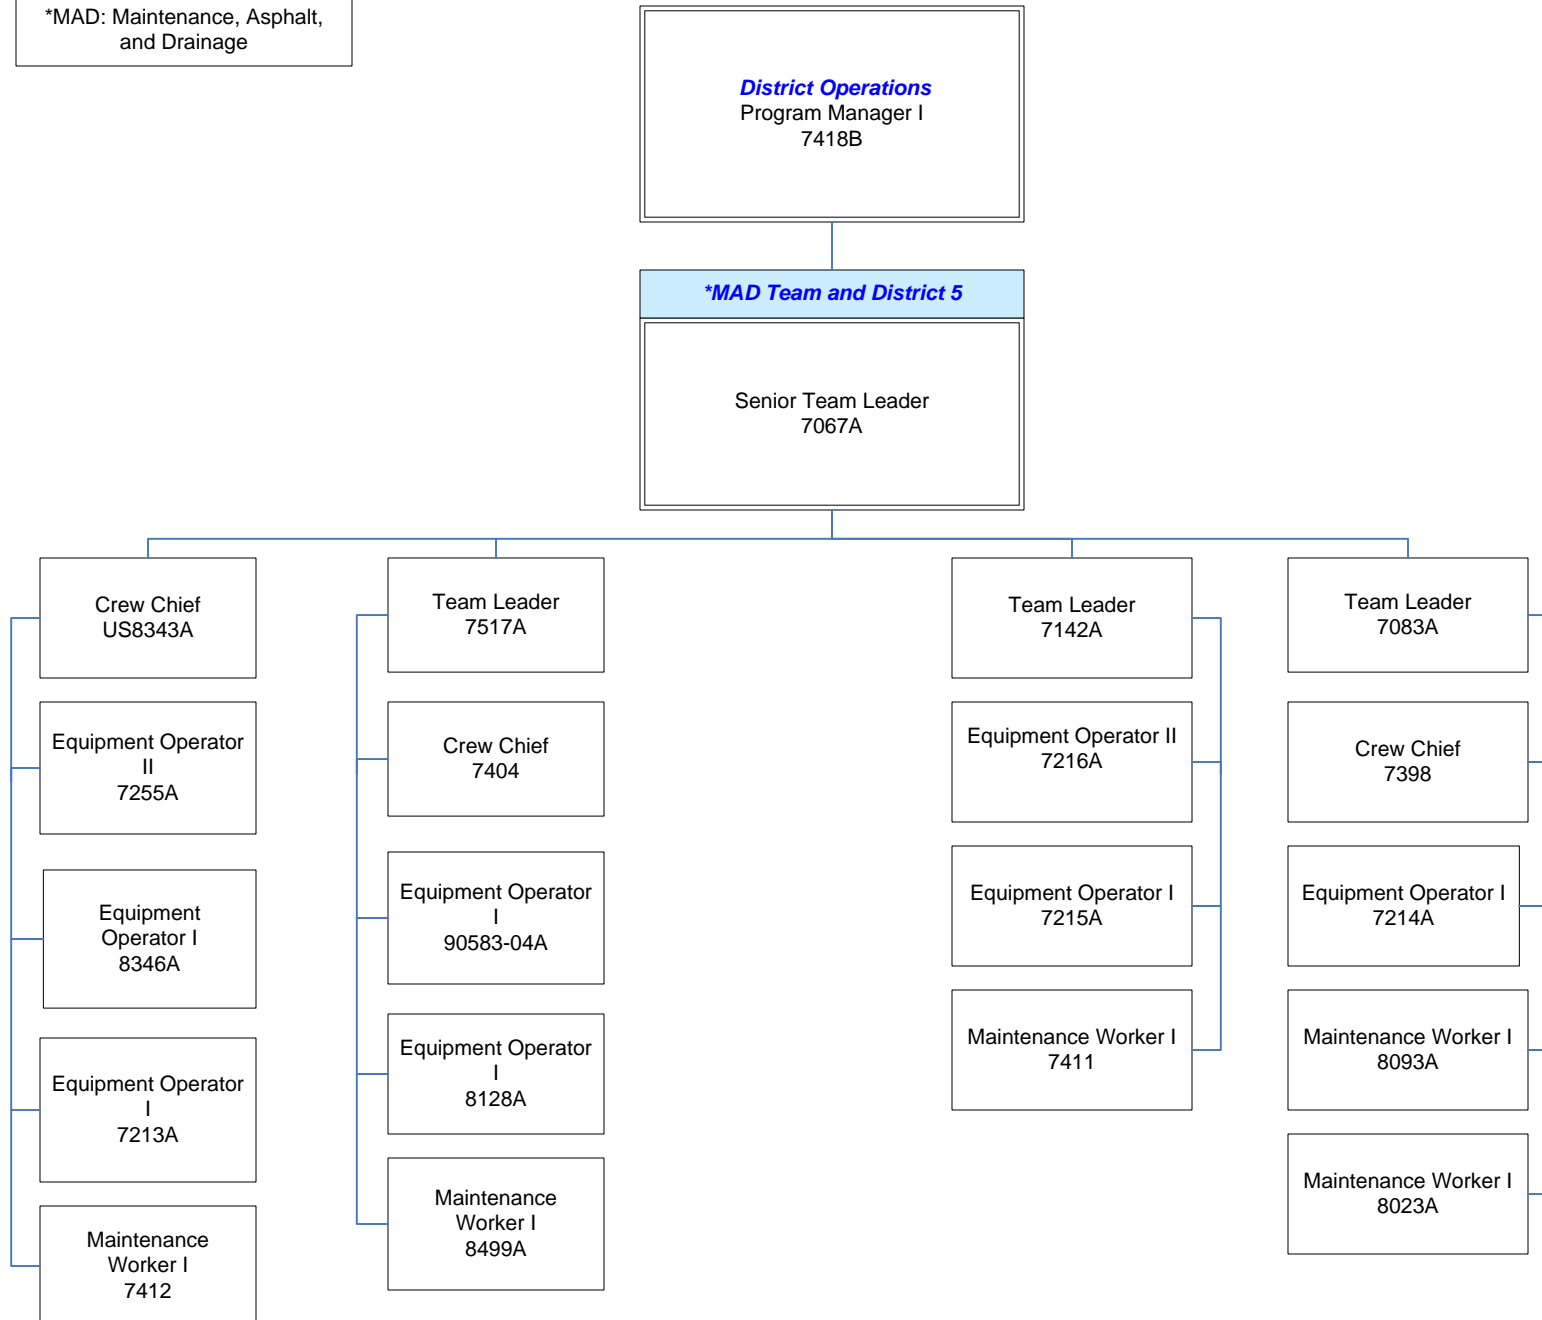 *MAD: Maintenance, Asphalt,
and Drainage
District Operations
Program Manager I
7418B
*MAD Team and District 5
Senior Team Leader
7067A
Crew Chief
US8343A
Equipment Operator
II
7255A
Equipment
Operator I
8346A
Equipment Operator
I
7213A
Maintenance
Worker I
7412
Team Leader
7517A
Crew Chief
7404
Equipment Operator
I
90583-04A
Equipment Operator
I
8128A
Maintenance
Worker I
8499A
Team Leader
7142A
Equipment Operator II
7216A
Equipment Operator I
7215A
Maintenance Worker I
7411
Team Leader
7083A
Crew Chief
7398
Equipment Operator I
7214A
Maintenance Worker I
8093A
Maintenance Worker I
8023A